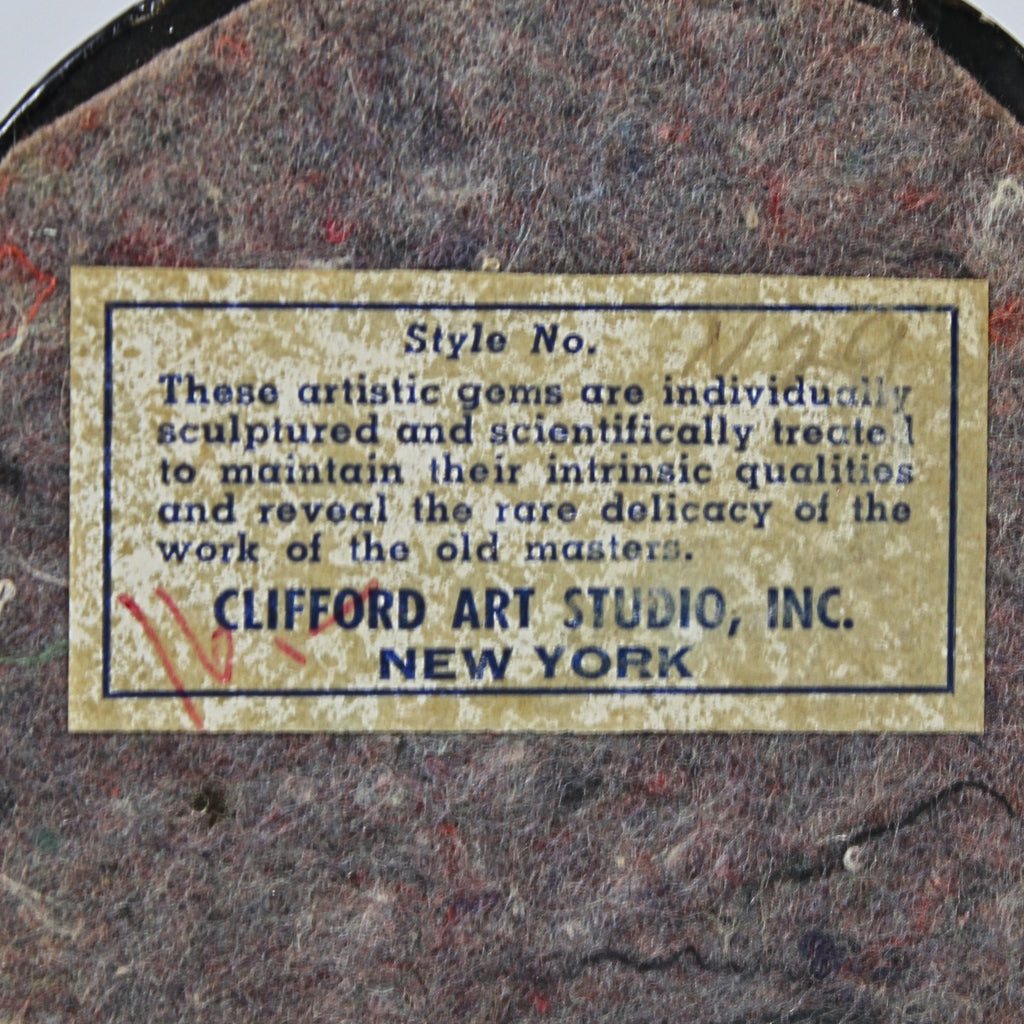 Style No.
These artistic gems are individually
sculptured and scientifically treated
to maintain their intrinsic qualities
and reveal the rare delicacy of the
work of the old masters.
CLIFFORD ART STUDIO, INC.
NEW YORK